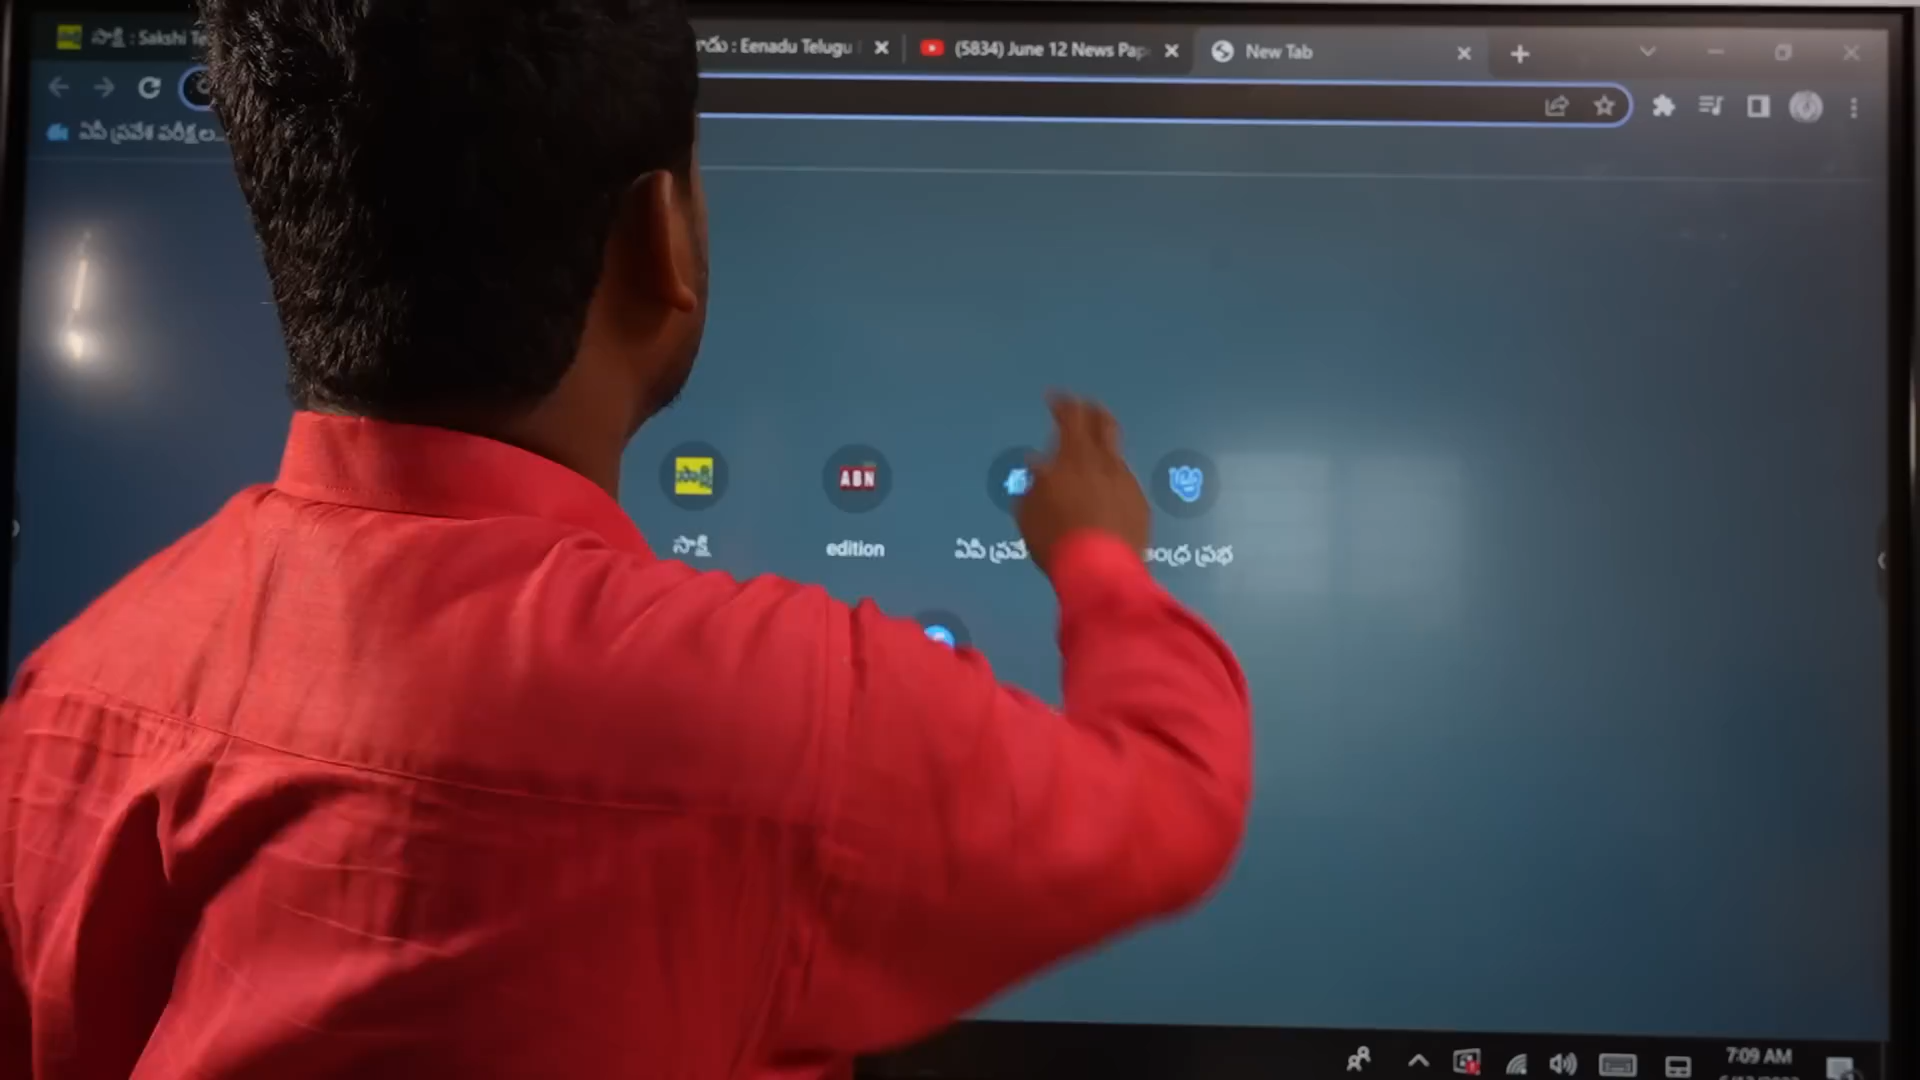 సాక్షి : Sakshi Te
నాడు : Eenadu Telugu
(5834) June 12 News Pap
New Tab
ఏపీ ప్రవేశ పరీక్షల...
సాక్షి
ABN
సాక్షి
edition
ఏపీ ప్రవే
ఆంధ్ర ప్రభ
7:09 AM